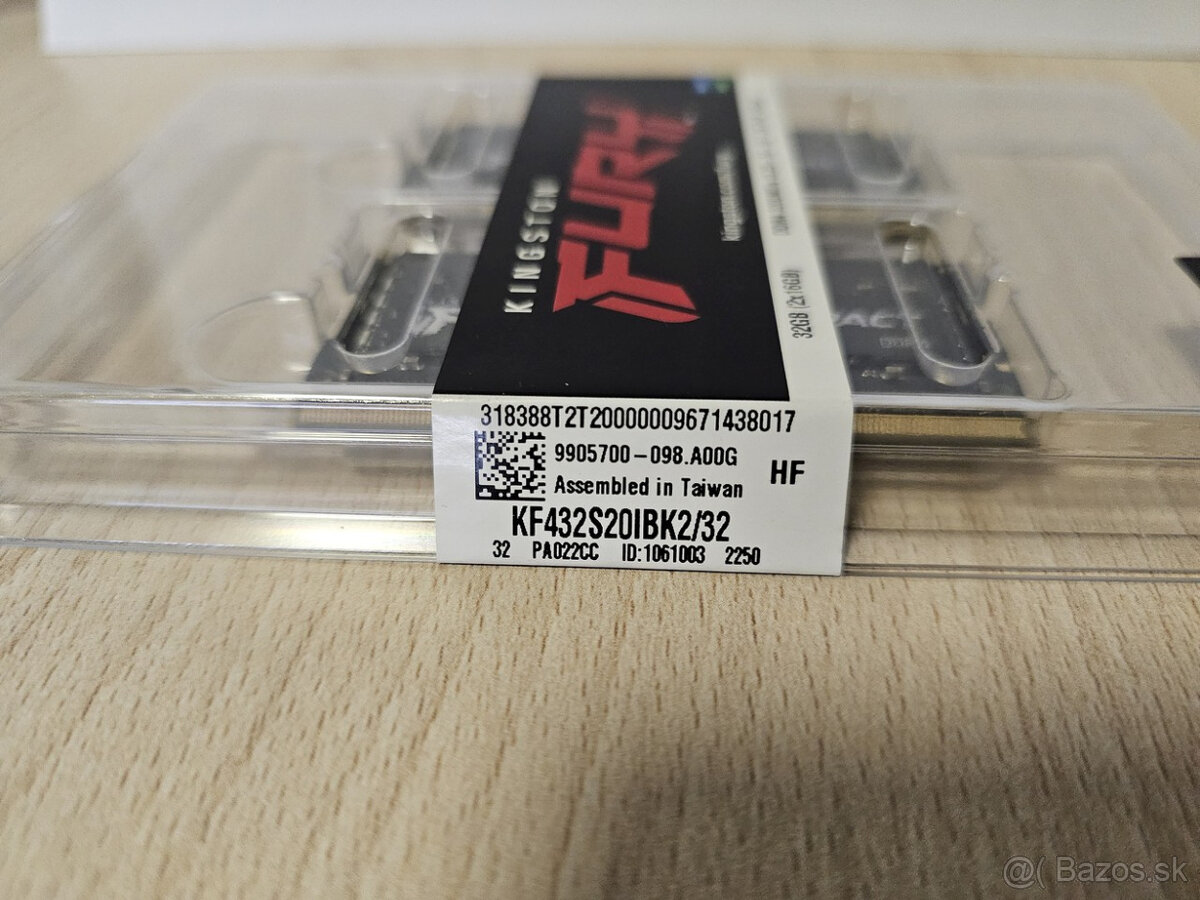 KINGSTON
FURY
32GB (2x16GB)
318388T2T20000009671438017
9905700-098.A00G
HF
Assembled in Taiwan
KF432S20IBK2/32
32 PA022CC ID:1061003 2250
@( Bazos.sk